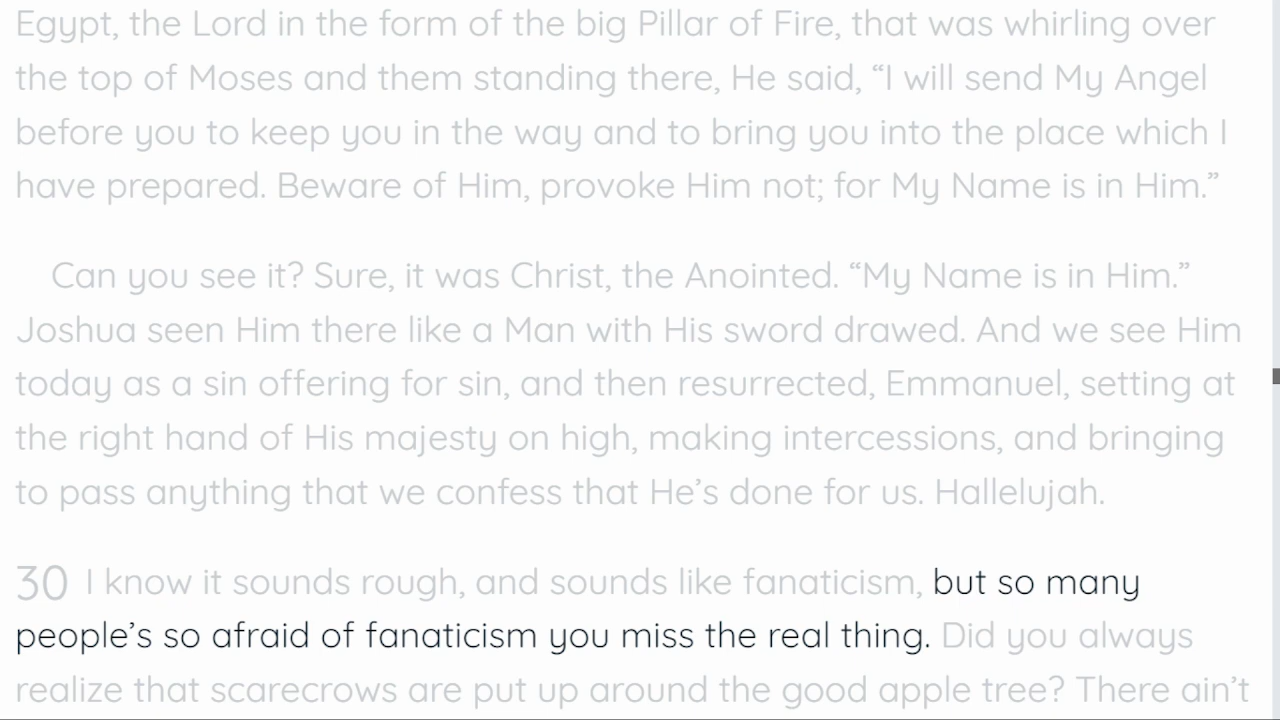 Egypt, the Lord in the form of the big Pillar of Fire, that was whirling over
the top of Moses and them standing there, He said, “I will send My Angel
before you to keep you in the way and to bring you into the place which I
have prepared. Beware of Him, provoke Him not; for My Name is in Him.”
Can you see it? Sure, it was Christ, the Anointed. “My Name is in Him.”
Joshua seen Him there like a Man with His sword drawed. And we see Him
today as a sin offering for sin, and then resurrected, Emmanuel, setting at
the right hand of His majesty on high, making intercessions, and bringing
to pass anything that we confess that He’s done for us. Hallelujah.
30 I know it sounds rough, and sounds like fanaticism, but so many
people’s so afraid of fanaticism you miss the real thing. Did you always
realize that scarecrows are put up around the good apple tree? There ain’t